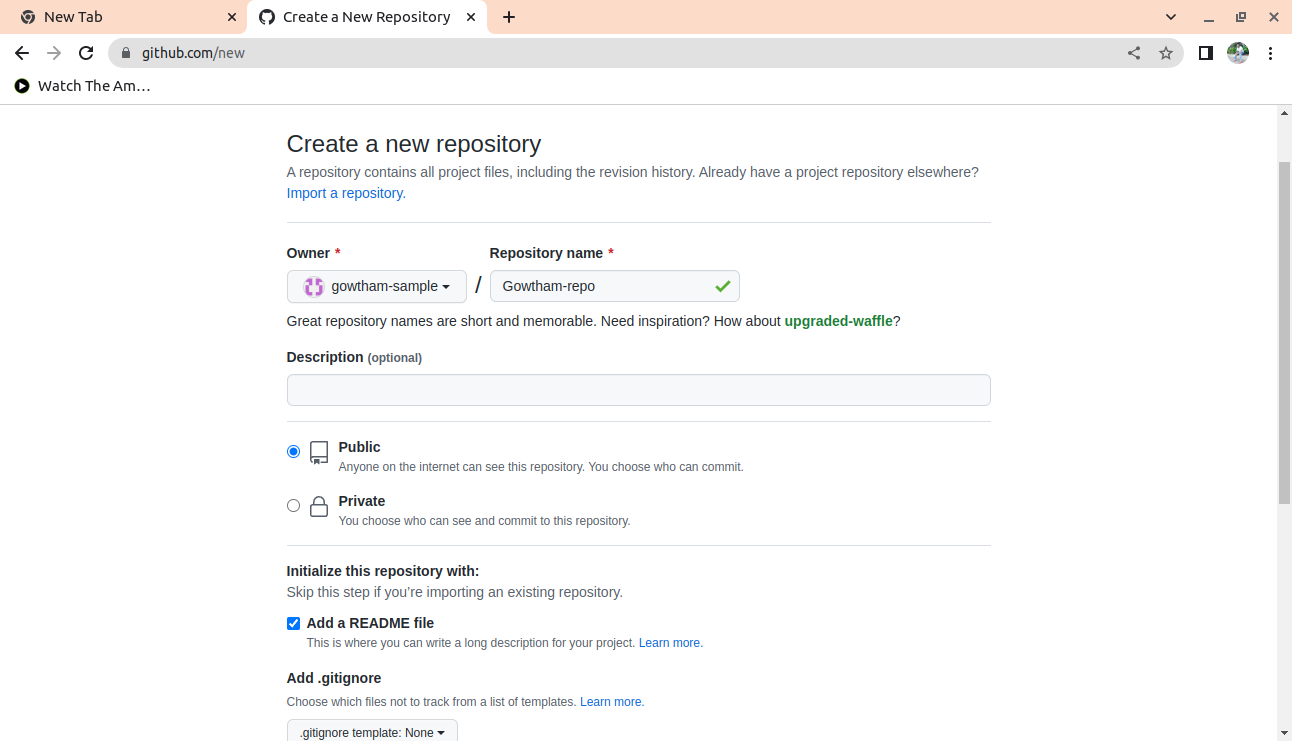 New Tab
Create a New Repository
github.com/new
Watch The Am…
Create a new repository
A repository contains all project files, including the revision history. Already have a project repository elsewhere?
Import a repository.
Owner * Repository name *
gowtham-sample / Gowtham-repo
Great repository names are short and memorable. Need inspiration? How about upgraded-waffle?
Description (optional)
Public
Anyone on the internet can see this repository. You choose who can commit.
Private
You choose who can see and commit to this repository.
Initialize this repository with:
Skip this step if you’re importing an existing repository.
Add a README file
This is where you can write a long description for your project. Learn more.
Add .gitignore
Choose which files not to track from a list of templates. Learn more.
.gitignore template: None